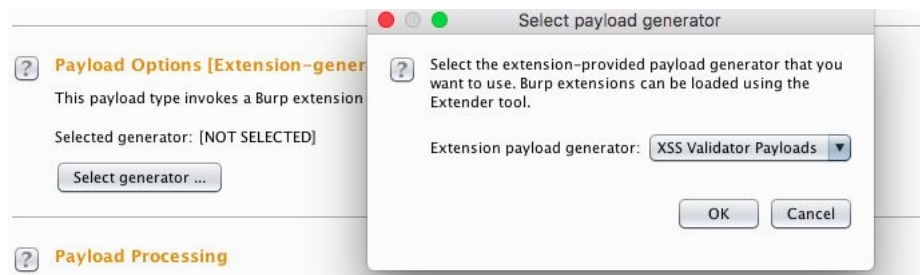 Payload Options [Extension-gener
This payload type invokes a Burp extension
Selected generator: [NOT SELECTED]
Select generator ...
Payload Processing
Select payload generator
Select the extension-provided payload generator that you
want to use. Burp extensions can be loaded using the
Extender tool.
Extension payload generator: XSS Validator Payloads
OK Cancel